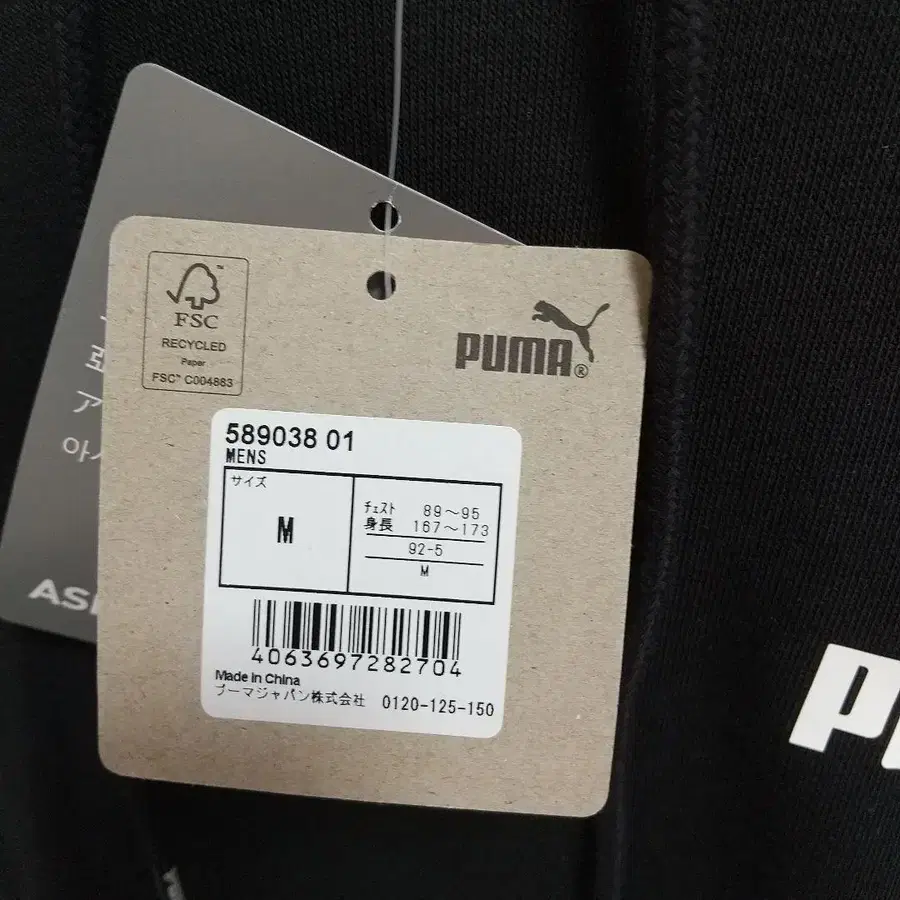 FSC™
RECYCLED
Paper
FSC™ C004883
PUMA®
589038 01
MENS
サイズ
M
チェスト 89~95
身長 167~173
92-5
M
4063697282704
Made in China
プーマジャパン株式会社 0120-125-150